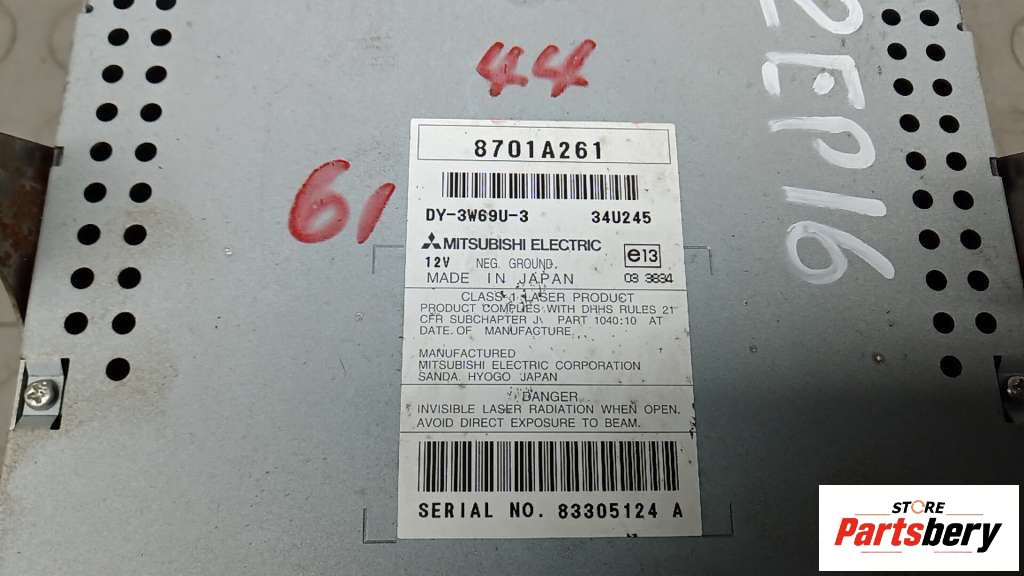 44
61
2EP16
8701A261
DY-3W69U-3 34U245
MITSUBISHI ELECTRIC e13
12V NEG. GROUND. 03 3834
MADE IN JAPAN
CLASS 1 LASER PRODUCT
PRODUCT COMPLIES WITH DHHS RULES 21
CFR SUBCHAPTER J, PART 1040:10 AT
DATE OF MANUFACTURE.
MANUFACTURED
MITSUBISHI ELECTRIC CORPORATION
SANDA. HYOGO JAPAN
DANGER
INVISIBLE LASER RADIATION WHEN OPEN.
AVOID DIRECT EXPOSURE TO BEAM.
SERIAL NO. 83305124 A
STORE
Partsbery